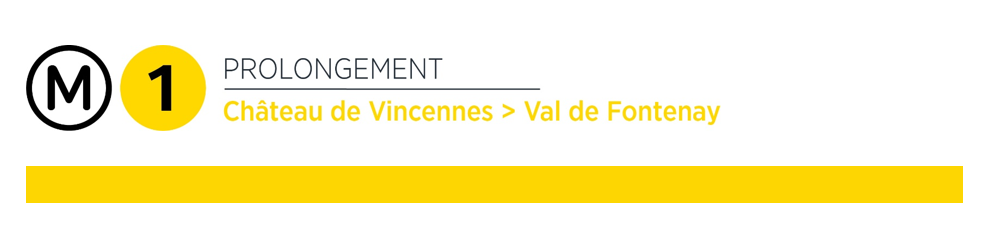 M 1 PROLONGEMENT
Château de Vincennes > Val de Fontenay